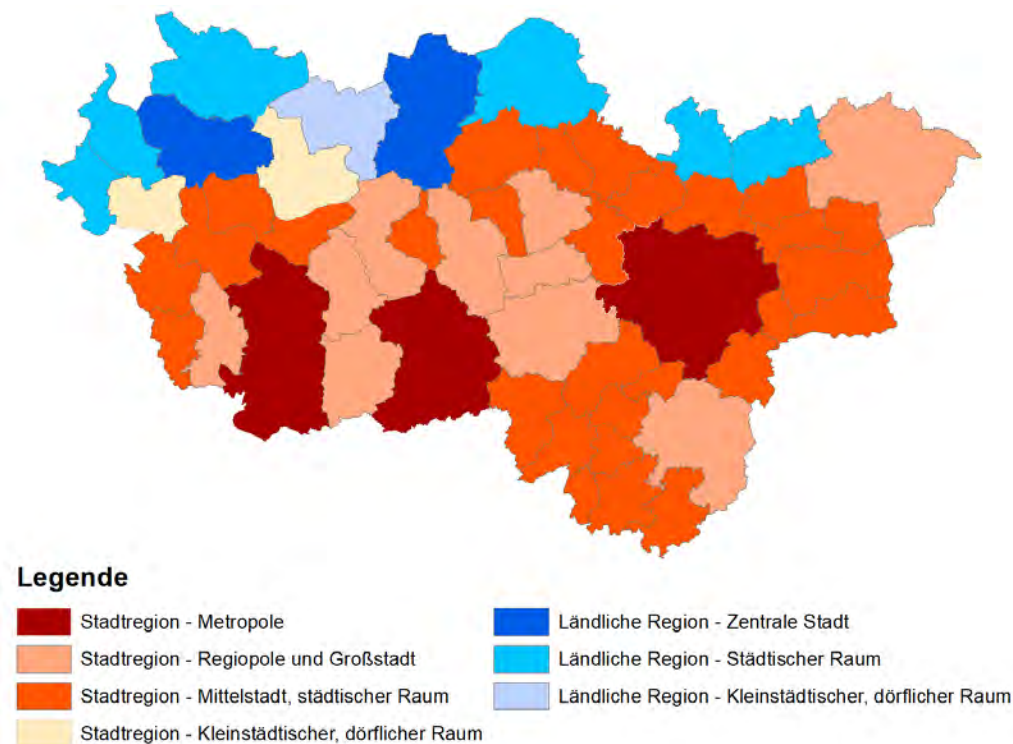 Legende
Stadtregion - Metropole
Stadtregion - Regiopole und Großstadt
Stadtregion - Mittelstadt, städtischer Raum
Stadtregion - Kleinstädtischer, dörflicher Raum
Ländliche Region - Zentrale Stadt
Ländliche Region - Städtischer Raum
Ländliche Region - Kleinstädtischer, dörflicher Raum